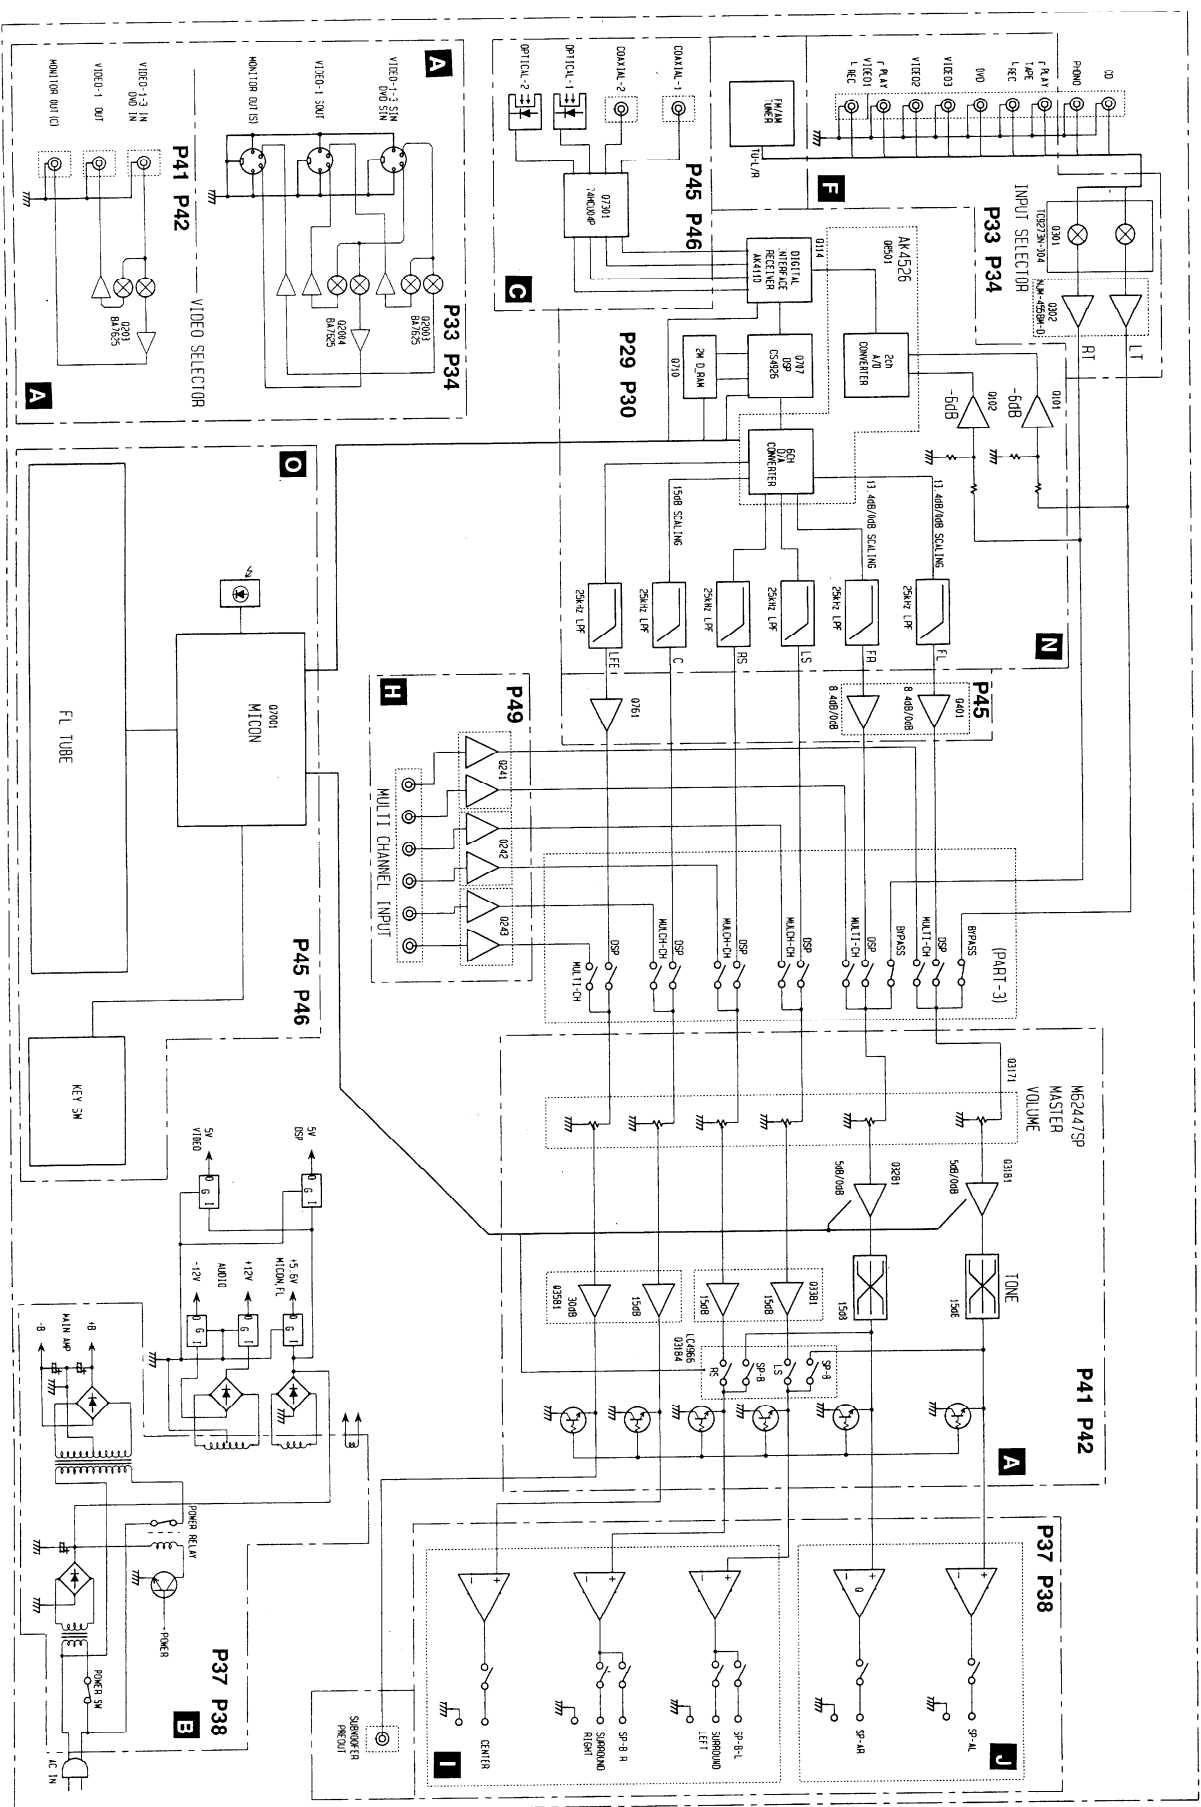 CD
PHONO
┌ PLAY
TAPE
└ REC
DVD
VIDEO3
VIDEO2
┌ PLAY
VIDEO1
└ REC
FM/AM
TUNER
TU-L/R
F
COAXIAL-1
COAXIAL-2
OPTICAL-1
OPTICAL-2
Q7301
74HCU04P
P45 P46
C
A
VIDEO-1-3 SIN
DVD SIN
VIDEO-1 SOUT
MONITOR OUT(S)
Q2003
BA7625
Q2004
BA7625
P33 P34
VIDEO SELECTOR
P41 P42
VIDEO-1-3 IN
DVD IN
VIDEO-1 OUT
MONITOR OUT(C)
Q203
BA7625
A
P33 P34
INPUT SELECTOR
TC9273N-004
Q301
NJM-4558M-D
Q302
LT
RT
Q101
-6dB
Q102
-6dB
AK4526
Q8501
Q114
DIGITAL
INTERFACE
RECEIVER
AK4110
2ch
A/D
CONVERTER
Q707
DSP
CS4926
2M D_RAM
Q710
6CH
D/A
CONVERTER
P29 P30
13.4dB/0dB SCALING
13.4dB/0dB SCALING
15dB SCALING
25kHz LPF
25kHz LPF
25kHz LPF
25kHz LPF
25kHz LPF
25kHz LPF
FL
FR
LS
RS
C
LFE
N
P45
Q401
8.4dB/0dB
8.4dB/0dB
Q761
P49
H
Q241
Q242
Q243
MULTI CHANNEL INPUT
(PART-3)
BYPASS
DSP
MULTI-CH
BYPASS
DSP
MULTI-CH
DSP
MULCH-CH
DSP
MULCH-CH
DSP
MULCH-CH
DSP
MULTI-CH
O
Q7001
MICON
FL TUBE
KEY SW
P45 P46
M62447SP
MASTER
VOLUME
Q3171
Q3181
5dB/0dB
Q3281
5dB/0dB
TONE
15dB
15dB
Q3381
15dB
15dB
15dB
30dB
Q3581
LC4966
Q3184
SP-B
LS
SP-B
RS
P41 P42
A
5V
DSP
5V
VIDEO
O G I
O G I
+5.6V
MICON,FL
+12V
AUDIO
-12V
O G I
O G I
O G I
+B
MAIN AMP
-B
POWER RELAY
POWER
POWER SW
AC IN
P37 P38
B
P37 P38
J
SP-AL
SP-AR
I
SP-B-L
SURROUND
LEFT
SP-B R
SURROUND
RIGHT
CENTER
SUBWOOFER
PREOUT